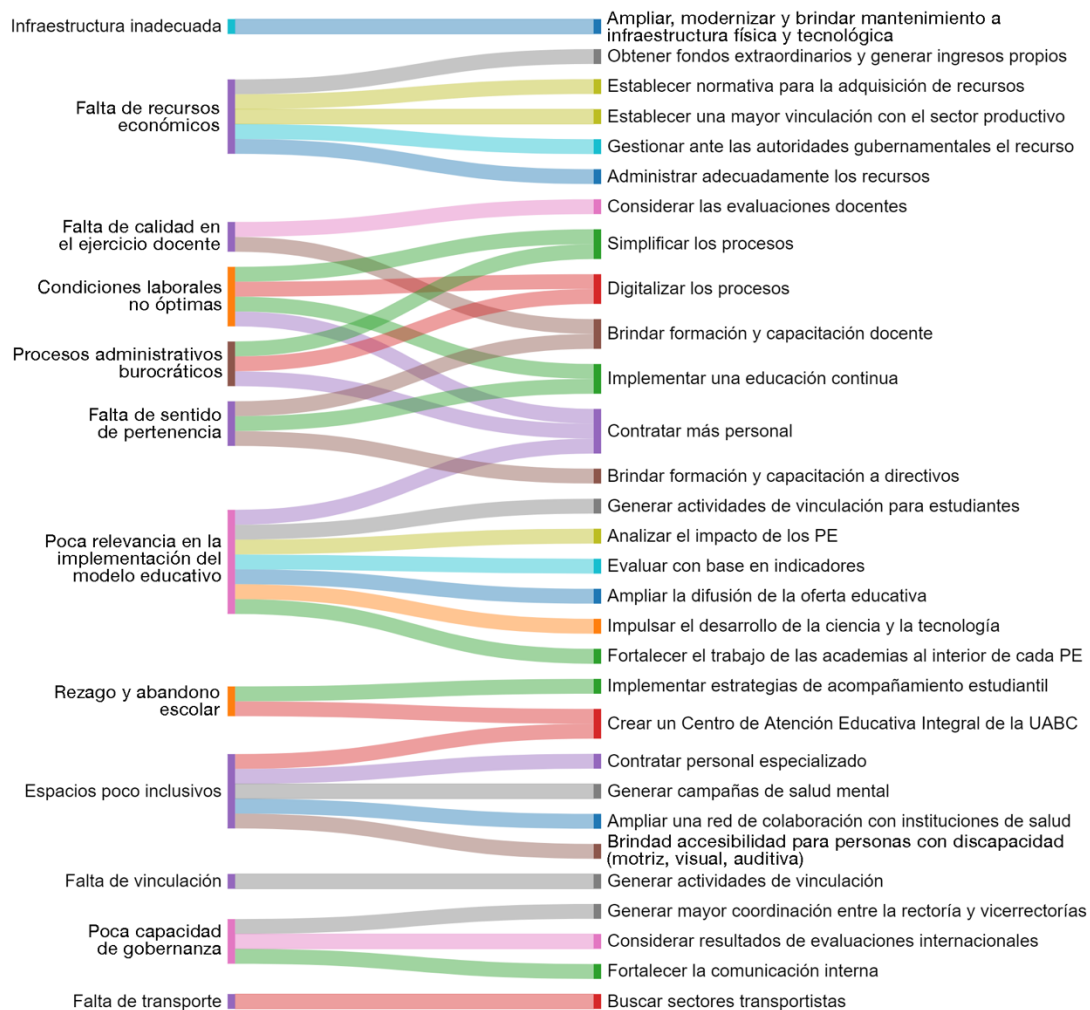 Infraestructura inadecuada
Ampliar, modernizar y brindar mantenimiento a
infraestructura física y tecnológica
Obtener fondos extraordinarios y generar ingresos propios
Falta de recursos
económicos
Establecer normativa para la adquisición de recursos
Establecer una mayor vinculación con el sector productivo
Gestionar ante las autoridades gubernamentales el recurso
Administrar adecuadamente los recursos
Falta de calidad en
el ejercicio docente
Considerar las evaluaciones docentes
Simplificar los procesos
Condiciones laborales
no óptimas
Digitalizar los procesos
Brindar formación y capacitación docente
Procesos administrativos
burocráticos
Implementar una educación continua
Falta de sentido
de pertenencia
Contratar más personal
Brindar formación y capacitación a directivos
Generar actividades de vinculación para estudiantes
Poca relevancia en la
implementación del
modelo educativo
Analizar el impacto de los PE
Evaluar con base en indicadores
Ampliar la difusión de la oferta educativa
Impulsar el desarrollo de la ciencia y la tecnología
Fortalecer el trabajo de las academias al interior de cada PE
Rezago y abandono
escolar
Implementar estrategias de acompañamiento estudiantil
Crear un Centro de Atención Educativa Integral de la UABC
Contratar personal especializado
Espacios poco inclusivos
Generar campañas de salud mental
Ampliar una red de colaboración con instituciones de salud
Brindad accesibilidad para personas con discapacidad
(motriz, visual, auditiva)
Falta de vinculación
Generar actividades de vinculación
Generar mayor coordinación entre la rectoría y vicerrectorías
Poca capacidad
de gobernanza
Considerar resultados de evaluaciones internacionales
Fortalecer la comunicación interna
Falta de transporte
Buscar sectores transportistas